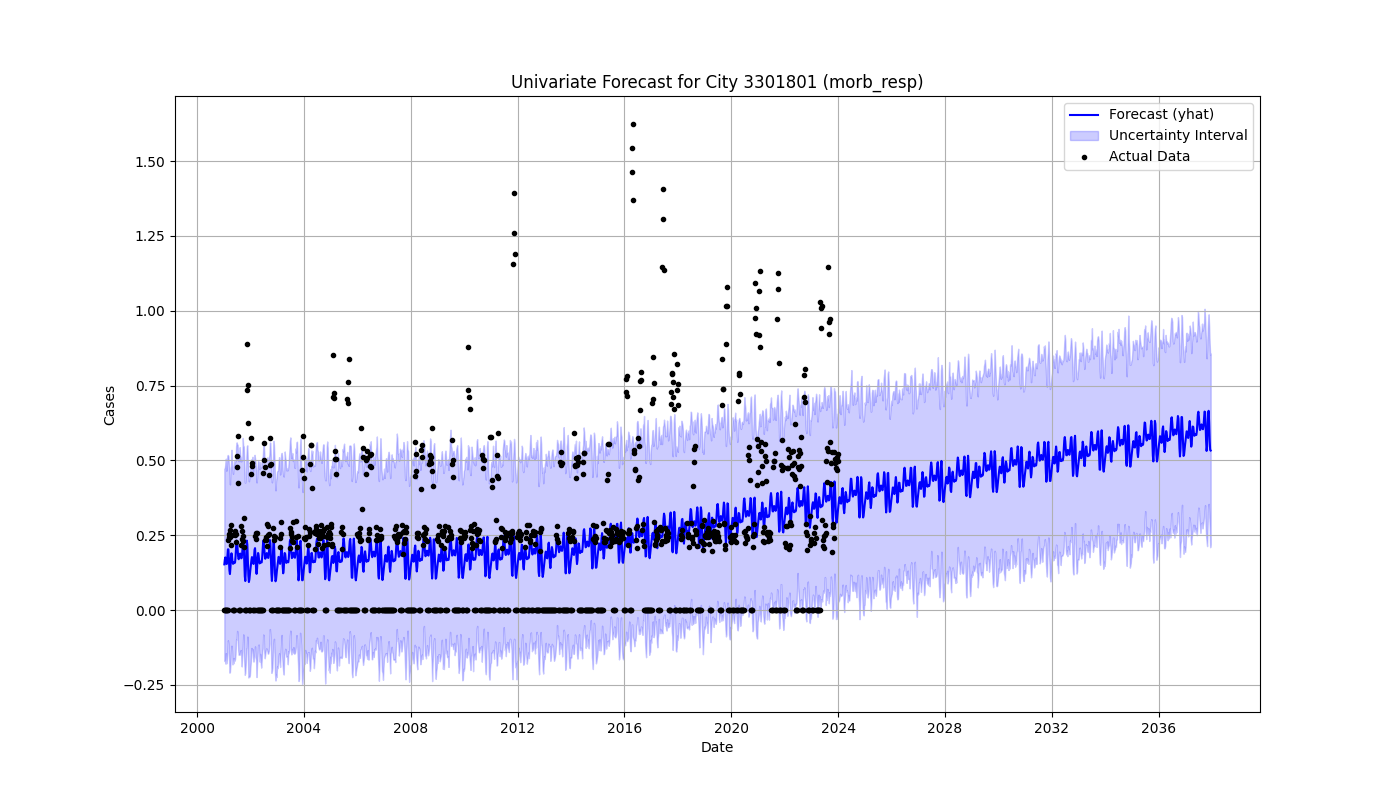 Univariate Forecast for City 3301801 (morb_resp)
Forecast (yhat)
Uncertainty Interval
Actual Data
Cases
1.50
1.25
1.00
0.75
0.50
0.25
0.00
−0.25
2000 2004 2008 2012 2016 2020 2024 2028 2032 2036
Date